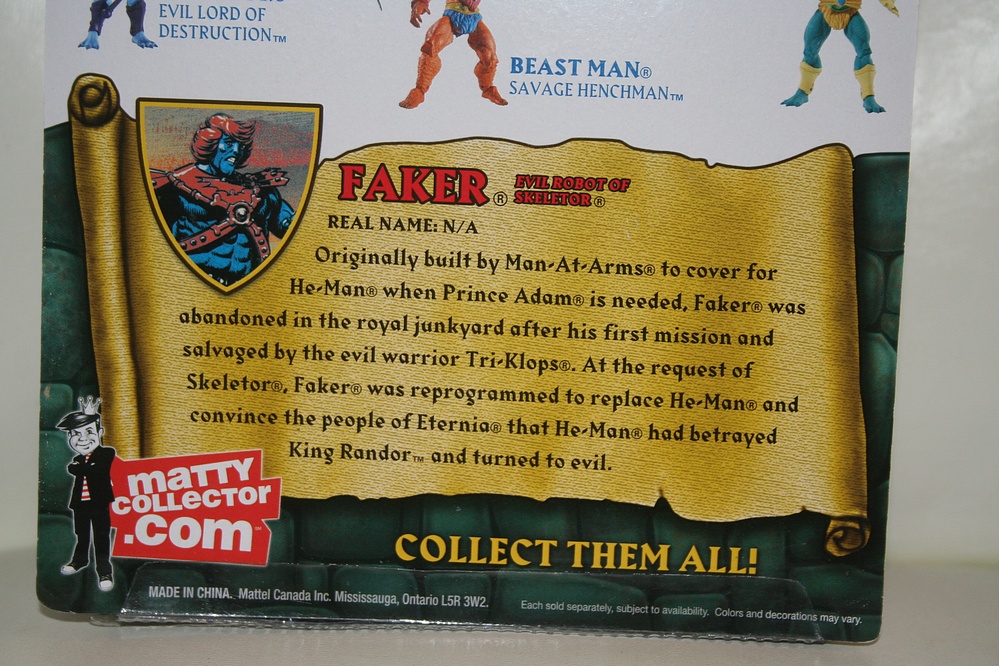 EVIL LORD OF
DESTRUCTION™
BEAST MAN®
SAVAGE HENCHMAN™
FAKER® EVIL ROBOT OF
SKELETOR®
REAL NAME: N/A
Originally built by Man-At-Arms® to cover for
He-Man® when Prince Adam® is needed, Faker® was
abandoned in the royal junkyard after his first mission and
salvaged by the evil warrior Tri-Klops®. At the request of
Skeletor®, Faker® was reprogrammed to replace He-Man® and
convince the people of Eternia® that He-Man® had betrayed
King Randor™ and turned to evil.
maTTY
COLLECTOR
.com℠
COLLECT THEM ALL!
MADE IN CHINA. Mattel Canada Inc. Mississauga, Ontario L5R 3W2.
Each sold separately, subject to availability. Colors and decorations may vary.